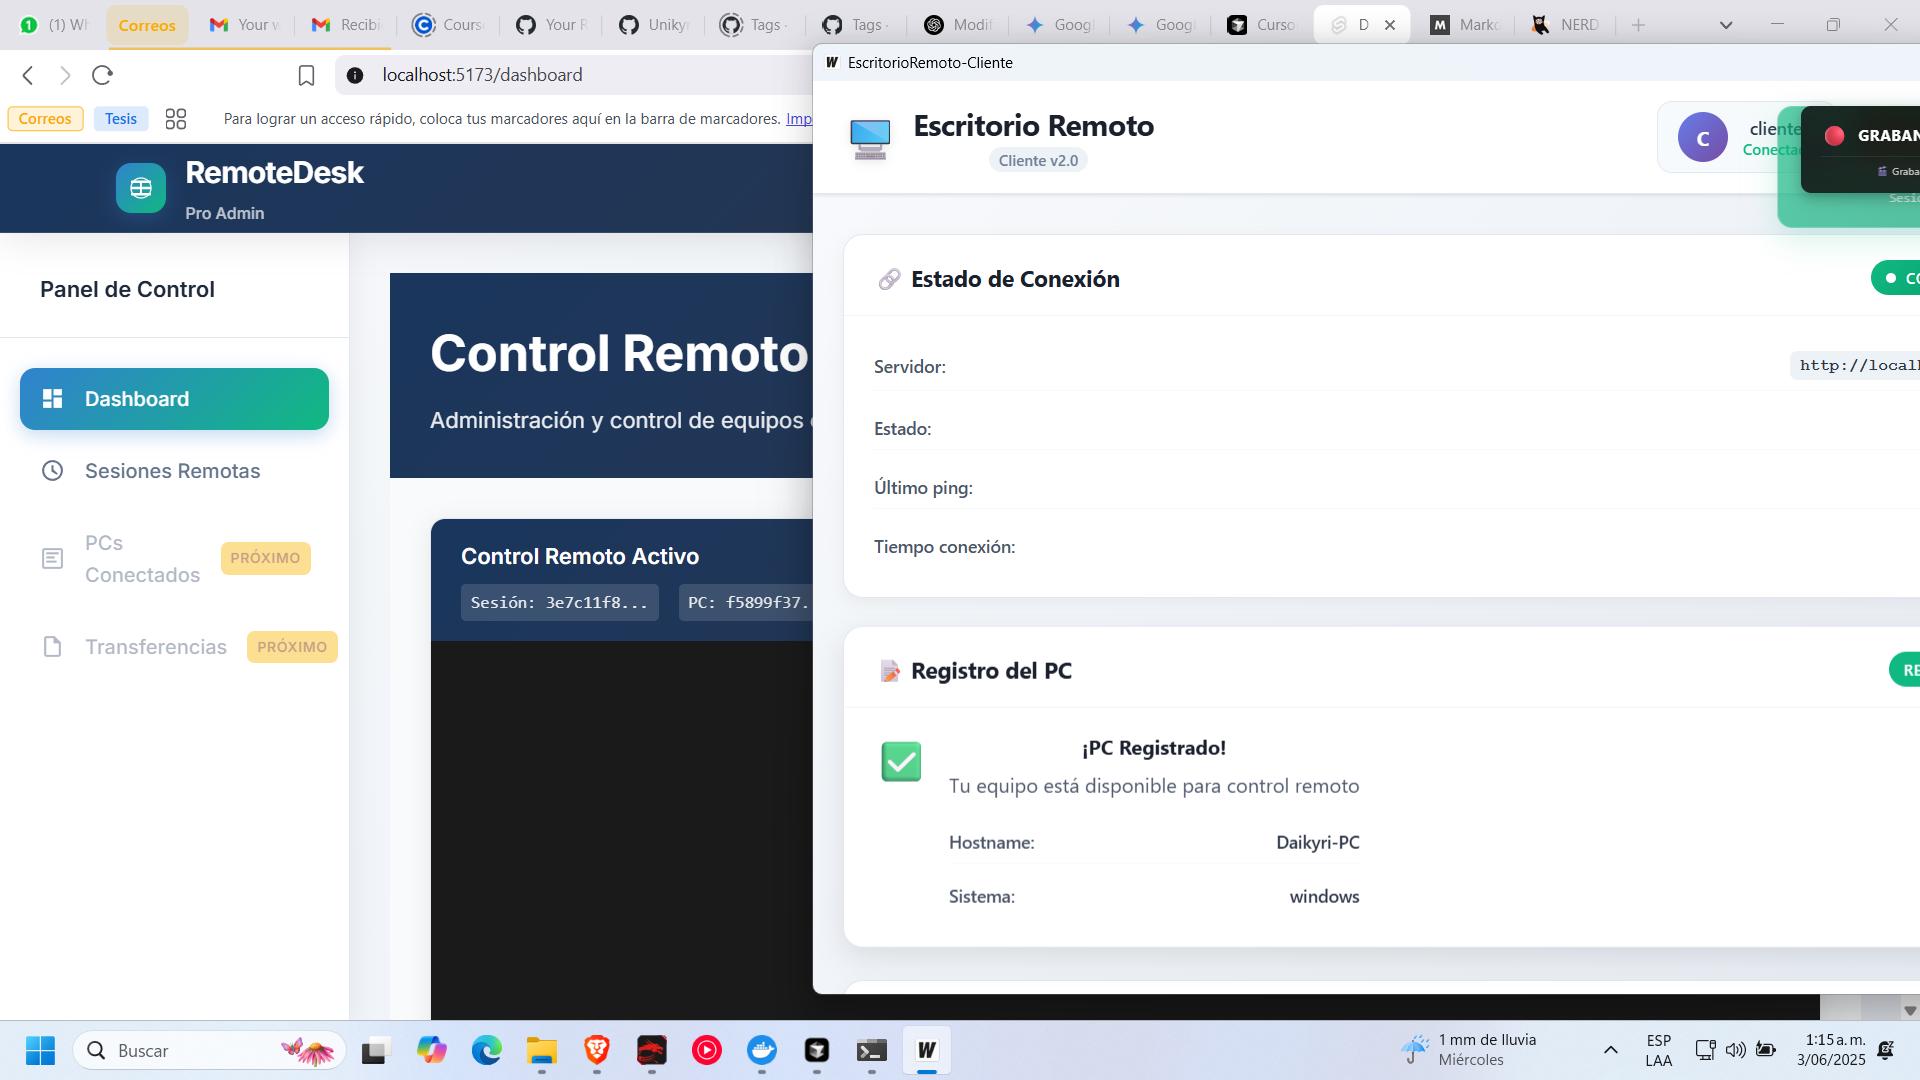 (1) Wh
Correos
Your w
Recibi
Cours
Your R
Uniky
Tags
Tags
Modif
Goog
Goog
Curso
D
Marko
NERD
localhost:5173/dashboard
Correos
Tesis
Para lograr un acceso rápido, coloca tus marcadores aquí en la barra de marcadores. Imp
RemoteDesk
Pro Admin
Panel de Control
Dashboard
Sesiones Remotas
PCs Conectados
PRÓXIMO
Transferencias
PRÓXIMO
Control Remoto
Administración y control de equipos
Control Remoto Activo
Sesión: 3e7c11f8...
PC: f5899f37.
W EscritorioRemoto-Cliente
Escritorio Remoto
Cliente v2.0
C
cliente
Conecta
GRABAN
Graba
Sesió
Estado de Conexión
CO
Servidor:
http://local
Estado:
Último ping:
Tiempo conexión:
Registro del PC
RE
¡PC Registrado!
Tu equipo está disponible para control remoto
Hostname:
Daikyri-PC
Sistema:
windows
Buscar
1 mm de lluvia
Miércoles
ESP
LAA
1:15 a. m.
3/06/2025